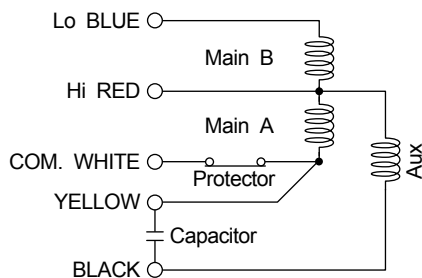 Lo BLUE
Main B
Hi RED
Main A
COM. WHITE
Protector
YELLOW
Capacitor
BLACK
Aux